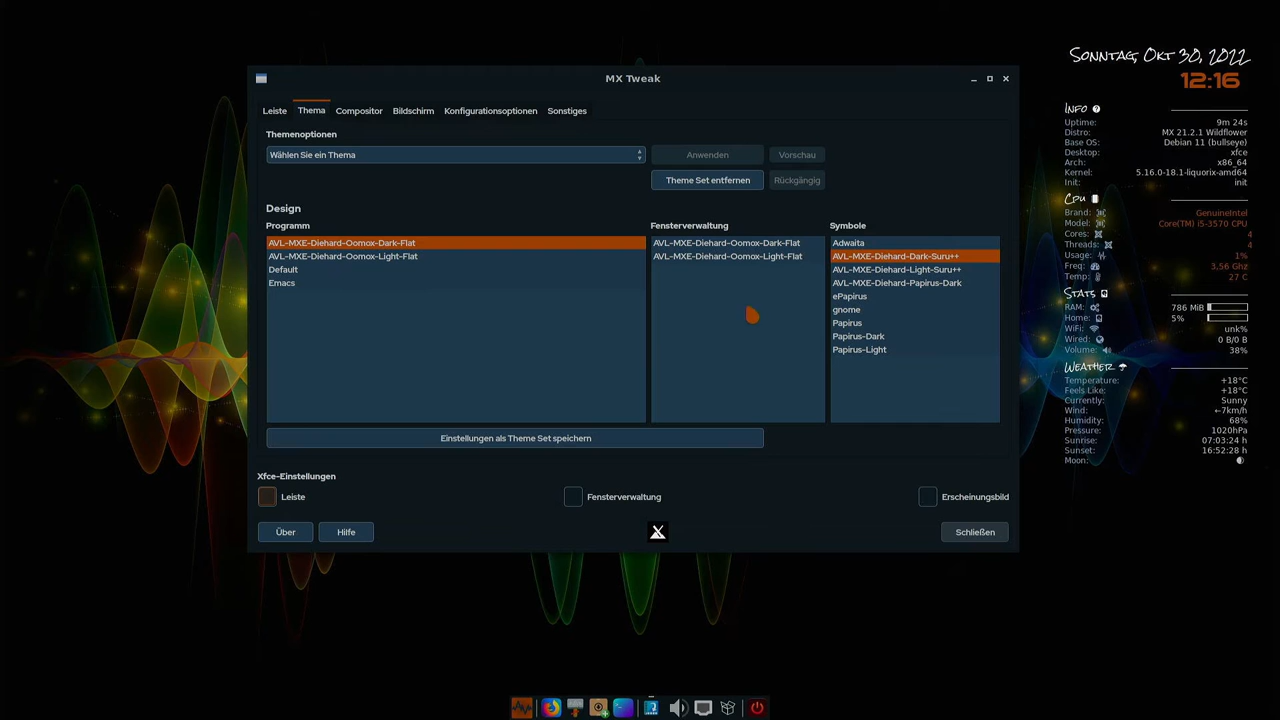 MX Tweak
Leiste Thema Compositor Bildschirm Konfigurationsoptionen Sonstiges
Themenoptionen
Wählen Sie ein Thema
Anwenden
Vorschau
Theme Set entfernen
Rückgängig
Design
Programm
AVL-MXE-Diehard-Oomox-Dark-Flat
AVL-MXE-Diehard-Oomox-Light-Flat
Default
Emacs
Fensterverwaltung
AVL-MXE-Diehard-Oomox-Dark-Flat
AVL-MXE-Diehard-Oomox-Light-Flat
Symbole
Adwaita
AVL-MXE-Diehard-Dark-Suru++
AVL-MXE-Diehard-Light-Suru++
AVL-MXE-Diehard-Papirus-Dark
ePapirus
gnome
Papirus
Papirus-Dark
Papirus-Light
Einstellungen als Theme Set speichern
Xfce-Einstellungen
Leiste
Fensterverwaltung
Erscheinungsbild
Über
Hilfe
Schließen
Sonntag, Okt 30, 2022
12:16
Info
Uptime: 9m 24s
Distro: MX 21.2.1 Wildflower
Base OS: Debian 11 (bullseye)
Desktop: xfce
Arch: x86_64
Kernel: 5.16.0-18.1-liquorix-amd64
Init: init
Cpu
Brand: GenuineIntel
Model: Core(TM) i5-3570 CPU
Cores: 4
Threads: 4
Usage: 1%
Freq: 3,56 Ghz
Temp: 27 C
Stats
RAM: 786 MiB
Home: 5%
WiFi: unk%
Wired: 0 B/0 B
Volume: 38%
Weather
Temperature: +18°C
Feels Like: +18°C
Currently: Sunny
Wind: ←7km/h
Humidity: 68%
Pressure: 1020hPa
Sunrise: 07:03:24 h
Sunset: 16:52:28 h
Moon: